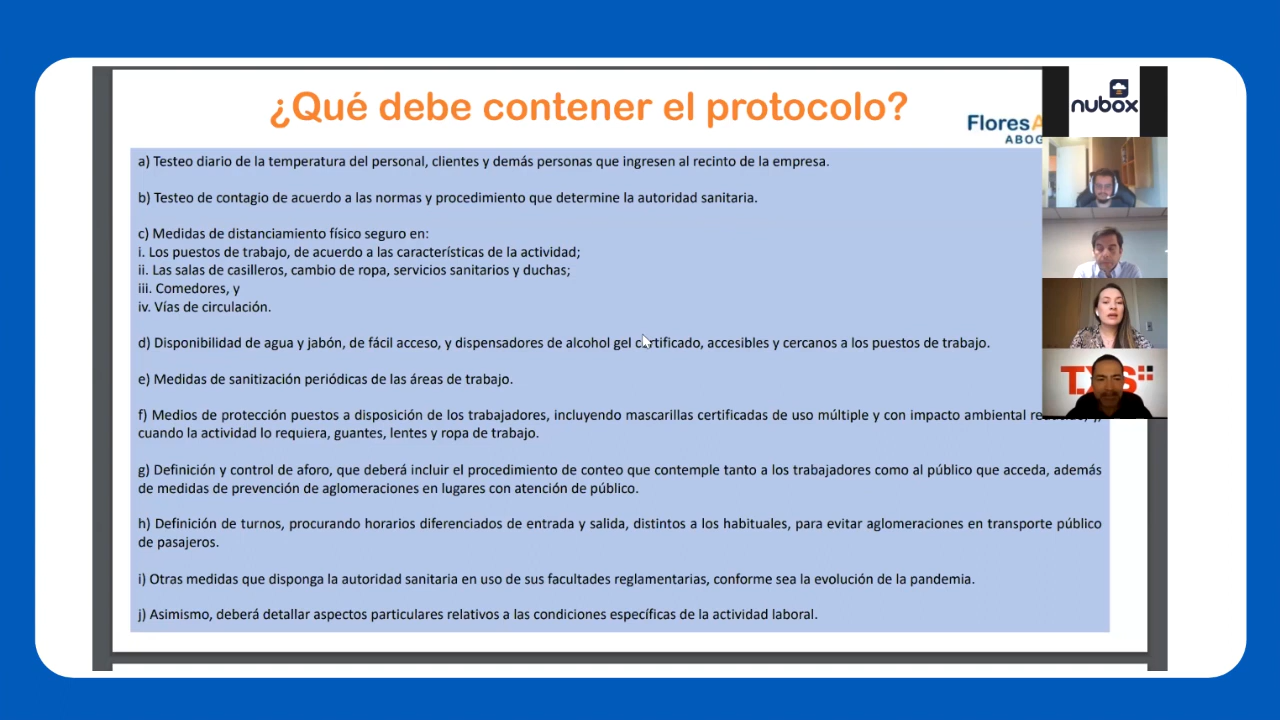 ¿Qué debe contener el protocolo?
nubox
Flores
ABOG
a) Testeo diario de la temperatura del personal, clientes y demás personas que ingresen al recinto de la empresa.
b) Testeo de contagio de acuerdo a las normas y procedimiento que determine la autoridad sanitaria.
c) Medidas de distanciamiento físico seguro en:
i. Los puestos de trabajo, de acuerdo a las características de la actividad;
ii. Las salas de casilleros, cambio de ropa, servicios sanitarios y duchas;
iii. Comedores, y
iv. Vías de circulación.
d) Disponibilidad de agua y jabón, de fácil acceso, y dispensadores de alcohol gel certificado, accesibles y cercanos a los puestos de trabajo.
TXS
e) Medidas de sanitización periódicas de las áreas de trabajo.
f) Medios de protección puestos a disposición de los trabajadores, incluyendo mascarillas certificadas de uso múltiple y con impacto ambiental
cuando la actividad lo requiera, guantes, lentes y ropa de trabajo.
g) Definición y control de aforo, que deberá incluir el procedimiento de conteo que contemple tanto a los trabajadores como al público que acceda, además
de medidas de prevención de aglomeraciones en lugares con atención de público.
h) Definición de turnos, procurando horarios diferenciados de entrada y salida, distintos a los habituales, para evitar aglomeraciones en transporte público
de pasajeros.
i) Otras medidas que disponga la autoridad sanitaria en uso de sus facultades reglamentarias, conforme sea la evolución de la pandemia.
j) Asimismo, deberá detallar aspectos particulares relativos a las condiciones específicas de la actividad laboral.